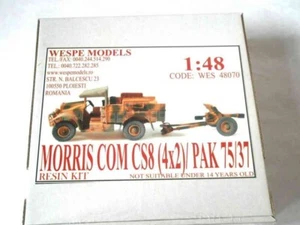 WESPE MODELS
TEL/FAX: 0040.244.514.290
TEL.: 0040.722.282.285
www.wespemodels.ro
STR. N. BALCESCU 23
100350 PLOIESTI
ROMANIA
1:48
CODE: WES 48070
MORRIS COM CS8 (4x2)/ PAK 75/37
RESIN KIT
NOT SUITABLE UNDER 14 YEARS OLD